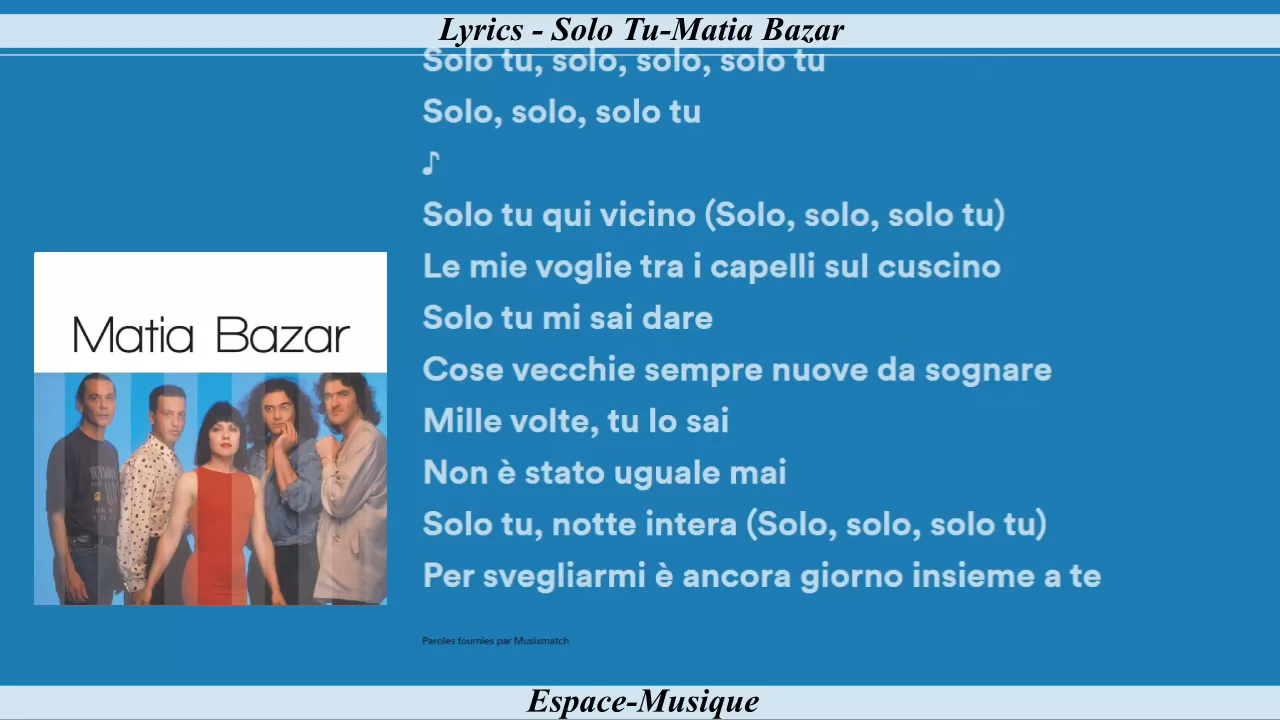 Lyrics - Solo Tu-Matia Bazar
Solo tu, solo, solo, solo tu
Solo, solo, solo tu
♪
Solo tu qui vicino (Solo, solo, solo tu)
Le mie voglie tra i capelli sul cuscino
Solo tu mi sai dare
Cose vecchie sempre nuove da sognare
Mille volte, tu lo sai
Non è stato uguale mai
Solo tu, notte intera (Solo, solo, solo tu)
Per svegliarmi è ancora giorno insieme a te
Matia Bazar
Paroles fournies par Musixmatch
Espace-Musique